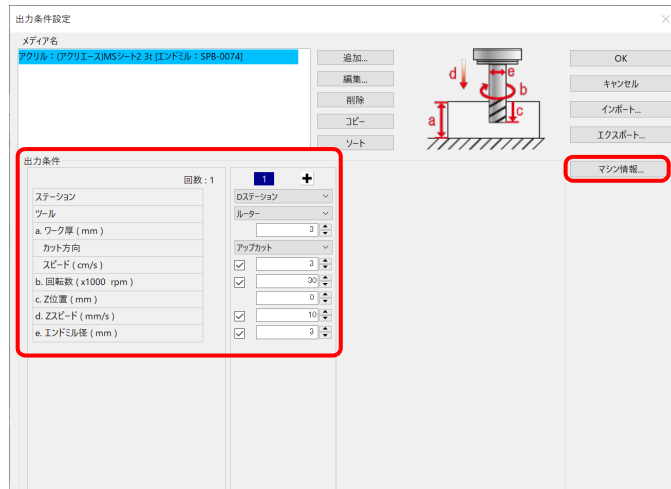 出力条件設定
メディア名
アクリル：(アクリエース)MSシート2 3t [エンドミル：SPB-0074]
追加...
編集...
削除
コピー
ソート
d
e
b
a
c
OK
キャンセル
インポート...
エクスポート...
マシン情報...
出力条件
回数 : 1
1
+
ステーション
Dステーション
ツール
ルーター
a. ワーク厚 ( mm )
3
カット方向
アップカット
スピード ( cm/s )
3
b. 回転数 ( x1000 rpm )
30
c. Z位置 ( mm )
0
d. Zスピード ( mm/s )
10
e. エンドミル径 ( mm )
3